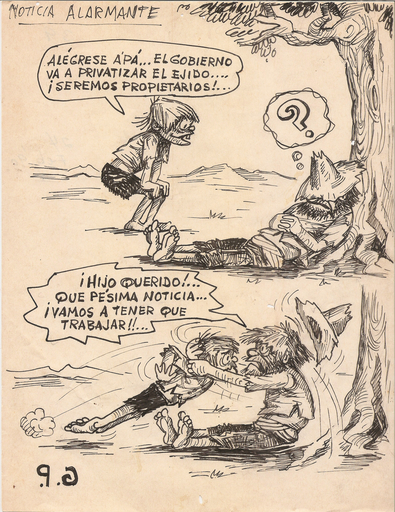 NOTICIA ALARMANTE
ALÉGRESE A'PÁ... EL GOBIERNO
VA A PRIVATIZAR EL EJIDO....
¡SEREMOS PROPIETARIOS!...
?
¡HIJO QUERIDO!...
QUE PÉSIMA NOTICIA...
¡VAMOS A TENER QUE
TRABAJAR!!...
G.P.